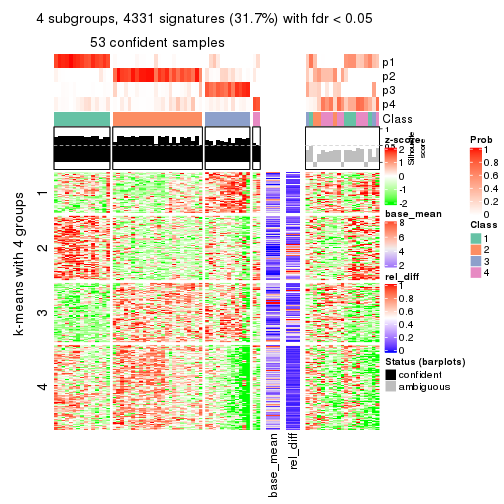 4 subgroups, 4331 signatures (31.7%) with fdr < 0.05
53 confident samples
p1
p2
p3
p4
Class
1
Silhouette
score
k-means with 4 groups
1
2
3
4
base_mean
rel_diff
z-score
2
1
0
-1
-2
base_mean
8
6
4
2
rel_diff
1
0.8
0.6
0.4
0.2
0
Status (barplots)
confident
ambiguous
Prob
1
0.8
0.6
0.4
0.2
0
Class
1
2
3
4